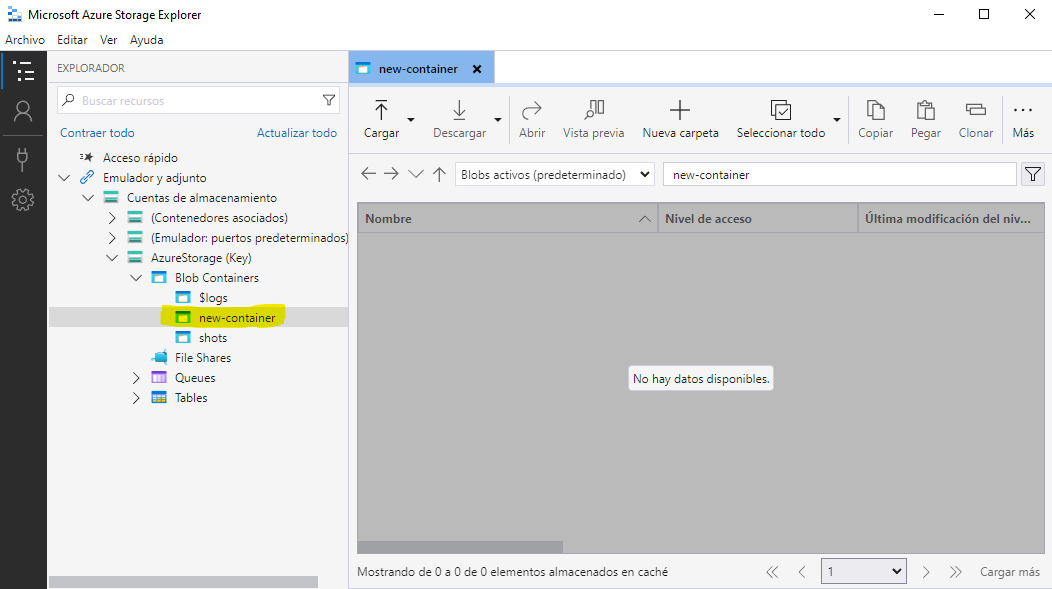 Microsoft Azure Storage Explorer
Archivo Editar Ver Ayuda
EXPLORADOR
Buscar recursos
Contraer todo Actualizar todo
Acceso rápido
Emulador y adjunto
Cuentas de almacenamiento
(Contenedores asociados)
(Emulador: puertos predeterminados)
AzureStorage (Key)
Blob Containers
$logs
new-container
shots
File Shares
Queues
Tables
new-container
Cargar Descargar Abrir Vista previa Nueva carpeta Seleccionar todo Copiar Pegar Clonar Más
Blobs activos (predeterminado) new-container
Nombre Nivel de acceso Última modificación del niv...
No hay datos disponibles.
Mostrando de 0 a 0 de 0 elementos almacenados en caché 1 Cargar más